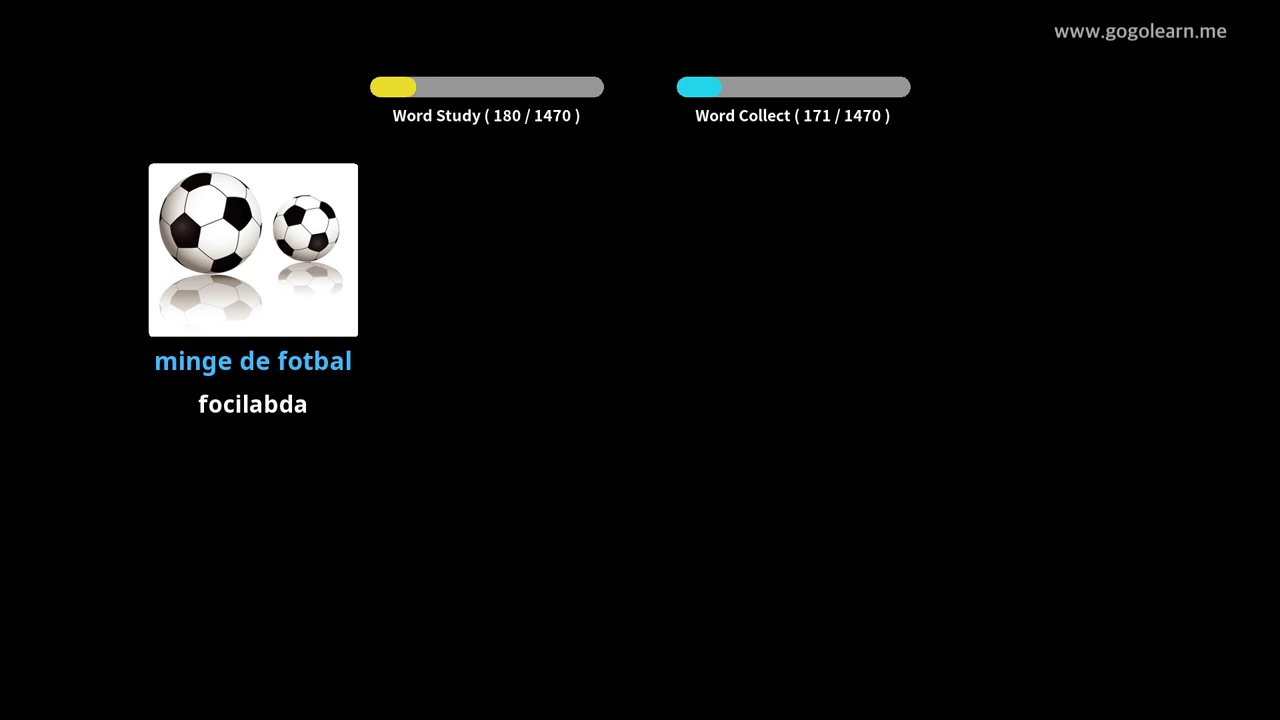 www.gogolearn.me
Word Study ( 180 / 1470 )
Word Collect ( 171 / 1470 )
minge de fotbal
focilabda